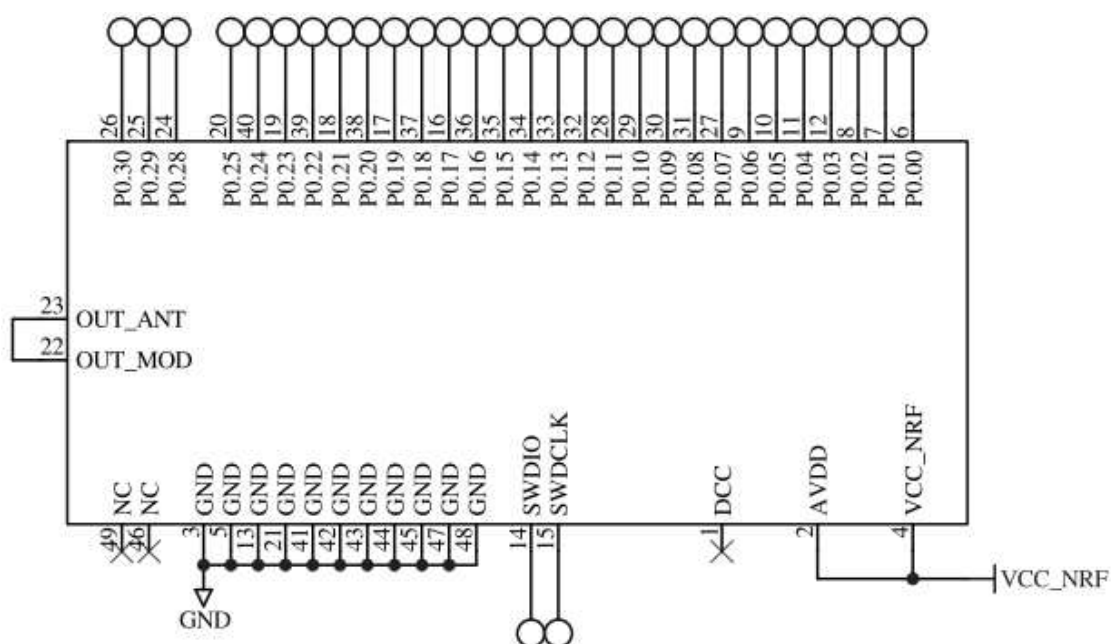 26 25 24 20 40 19 39 18 38 17 37 16 36 35 34 33 32 28 29 30 31 27 9 10 11 12 8 7 6
P0.30 P0.29 P0.28 P0.25 P0.24 P0.23 P0.22 P0.21 P0.20 P0.19 P0.18 P0.17 P0.16 P0.15 P0.14 P0.13 P0.12 P0.11 P0.10 P0.09 P0.08 P0.07 P0.06 P0.05 P0.04 P0.03 P0.02 P0.01 P0.00
23 OUT_ANT
22 OUT_MOD
NC NC GND GND GND GND GND GND GND GND GND GND GND SWDIO SWDCLK DCC AVDD VCC_NRF
49 46 3 5 13 21 41 42 43 44 45 47 48 14 15 1 2 4
VCC_NRF
GND